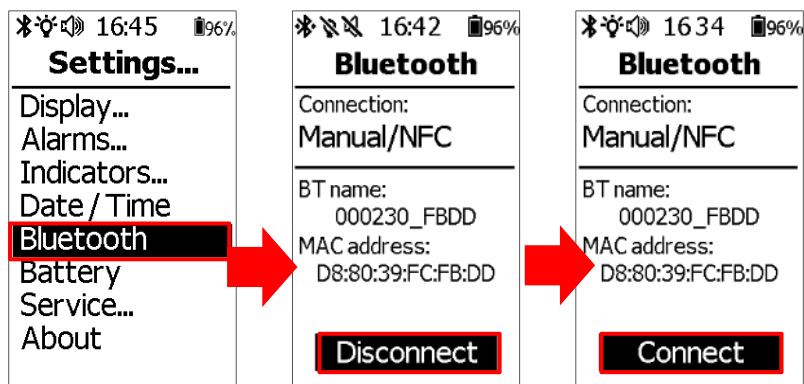 16:45 96%
Settings...
Display...
Alarms...
Indicators...
Date / Time
Bluetooth
Battery
Service...
About
16:42 96%
Bluetooth
Connection:
Manual/NFC
BT name:
000230_FBDD
MAC address:
D8:80:39:FC:FB:DD
Disconnect
16 34 96%
Bluetooth
Connection:
Manual/NFC
BT name:
000230_FBDD
MAC address:
D8:80:39:FC:FB:DD
Connect